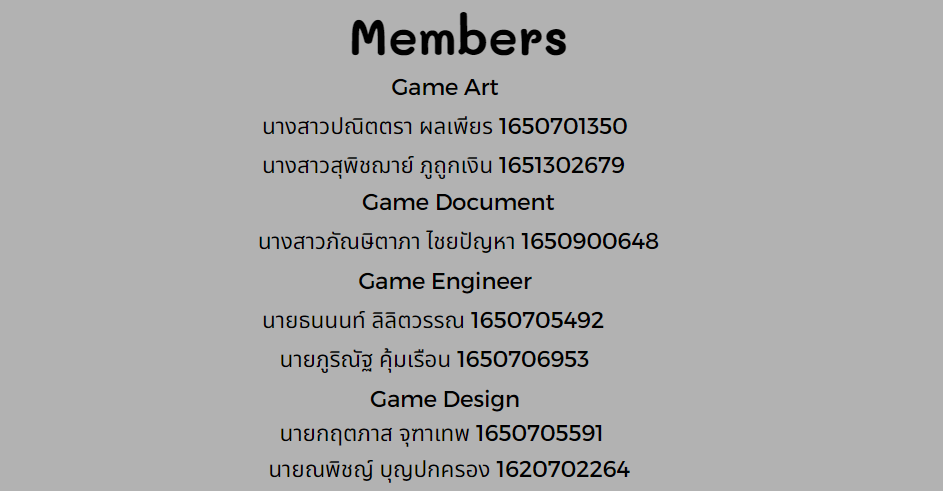 Members
Game Art
นางสาวปณิตตรา ผลเพียร 1650701350
นางสาวสุพิชฌาย์ ภูถูกเงิน 1651302679
Game Document
นางสาวภัณษิตาภา ไชยปัญหา 1650900648
Game Engineer
นายธนนนท์ ลิลิตวรรณ 1650705492
นายภูริณัฐ คุ้มเรือน 1650706953
Game Design
นายกฤตภาส จุฑาเทพ 1650705591
นายณพิชญ์ บุญปกครอง 1620702264